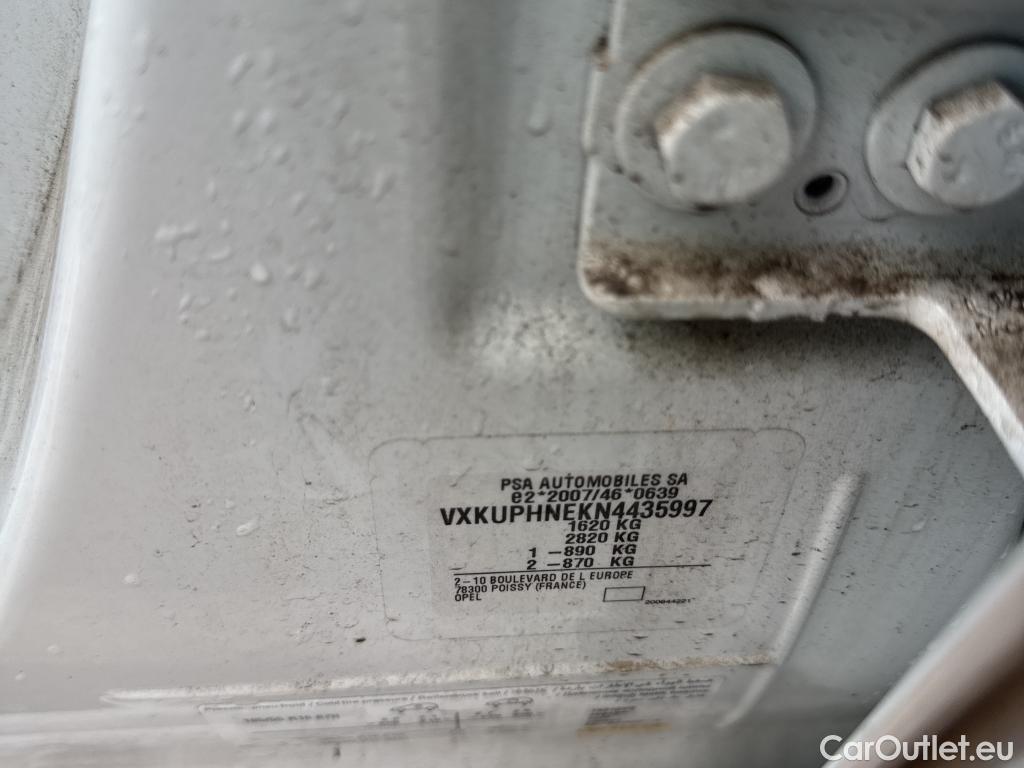 PSA AUTOMOBILES SA
e2*2007/46*0639
VXKUPHNEKN4435997
1620 KG
2820 KG
1 -890 KG
2 -870 KG
2-10 BOULEVARD DE L EUROPE
78300 POISSY (FRANCE)
OPEL
CarOutlet.eu